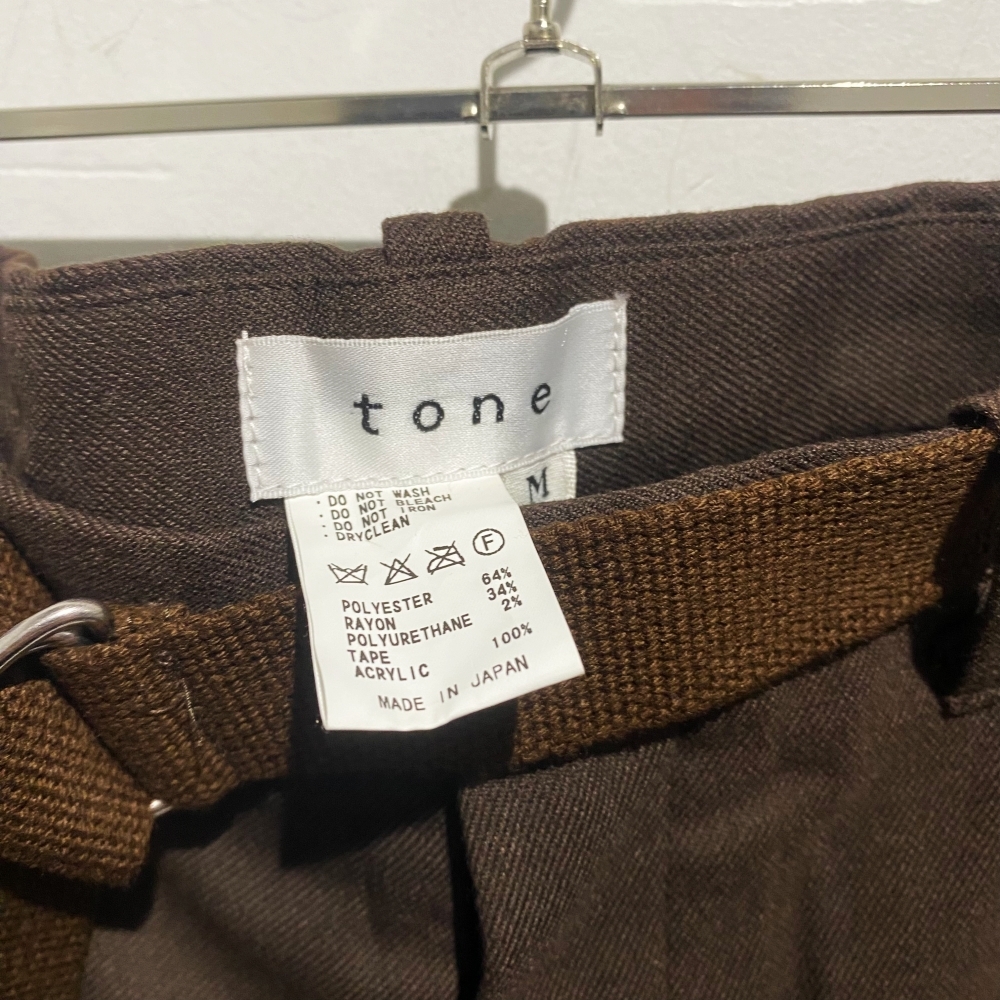 tone
M
· DO NOT WASH
· DO NOT BLEACH
· DO NOT IRON
· DRYCLEAN
F
POLYESTER 64%
RAYON 34%
POLYURETHANE 2%
TAPE
ACRYLIC 100%
MADE IN JAPAN